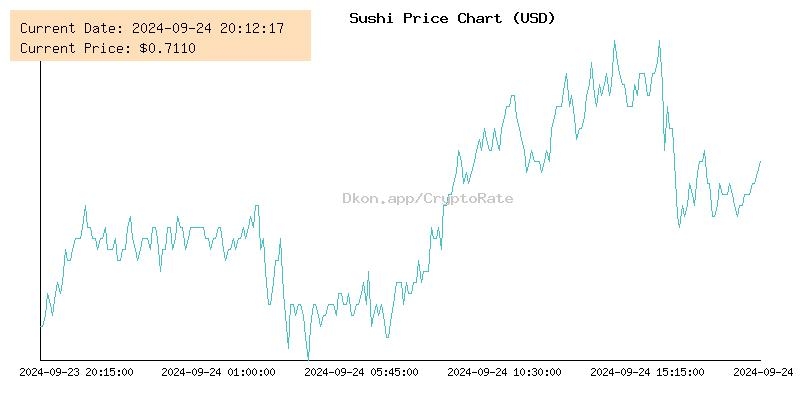 Sushi Price Chart (USD)
Current Date: 2024-09-24 20:12:17
Current Price: $0.7110
Dkon.app/CryptoRate
2024-09-23 20:15:00 2024-09-24 01:00:00 2024-09-24 05:45:00 2024-09-24 10:30:00 2024-09-24 15:15:00 2024-09-24